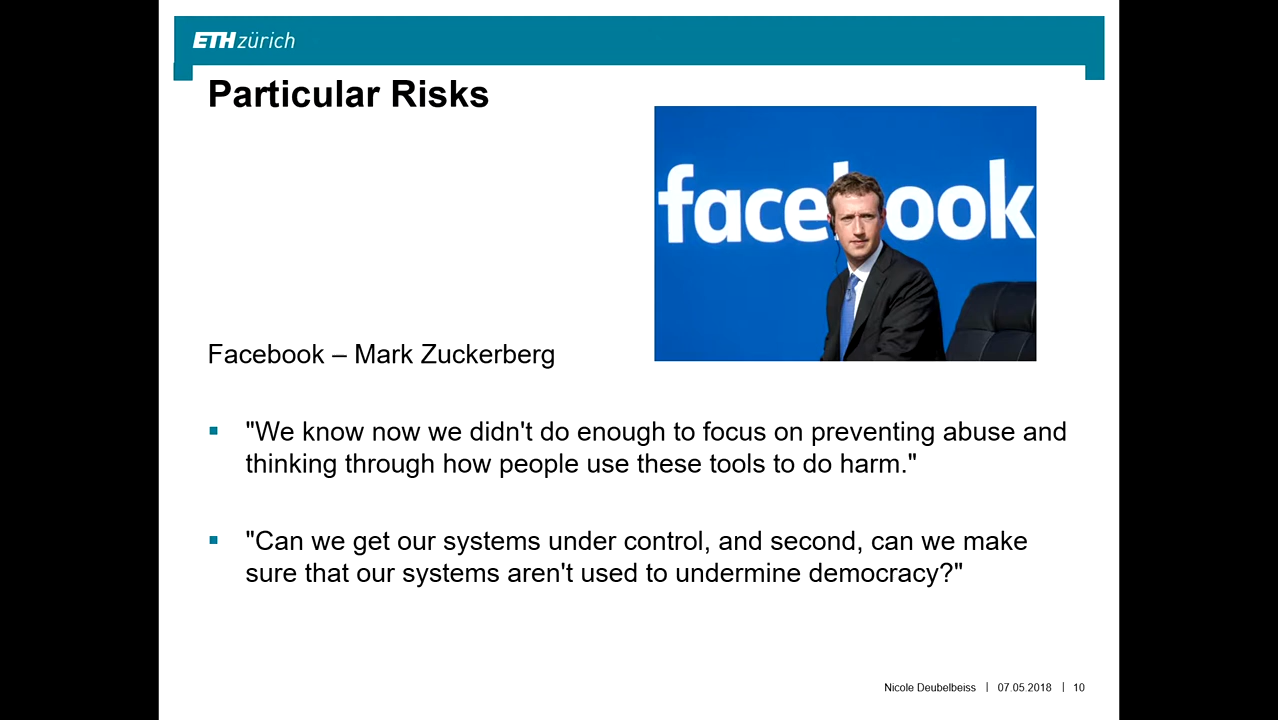 ETH zürich
Particular Risks
facebook
Facebook – Mark Zuckerberg
"We know now we didn't do enough to focus on preventing abuse and
thinking through how people use these tools to do harm."
"Can we get our systems under control, and second, can we make
sure that our systems aren't used to undermine democracy?"
Nicole Deubelbeiss | 07.05.2018 | 10